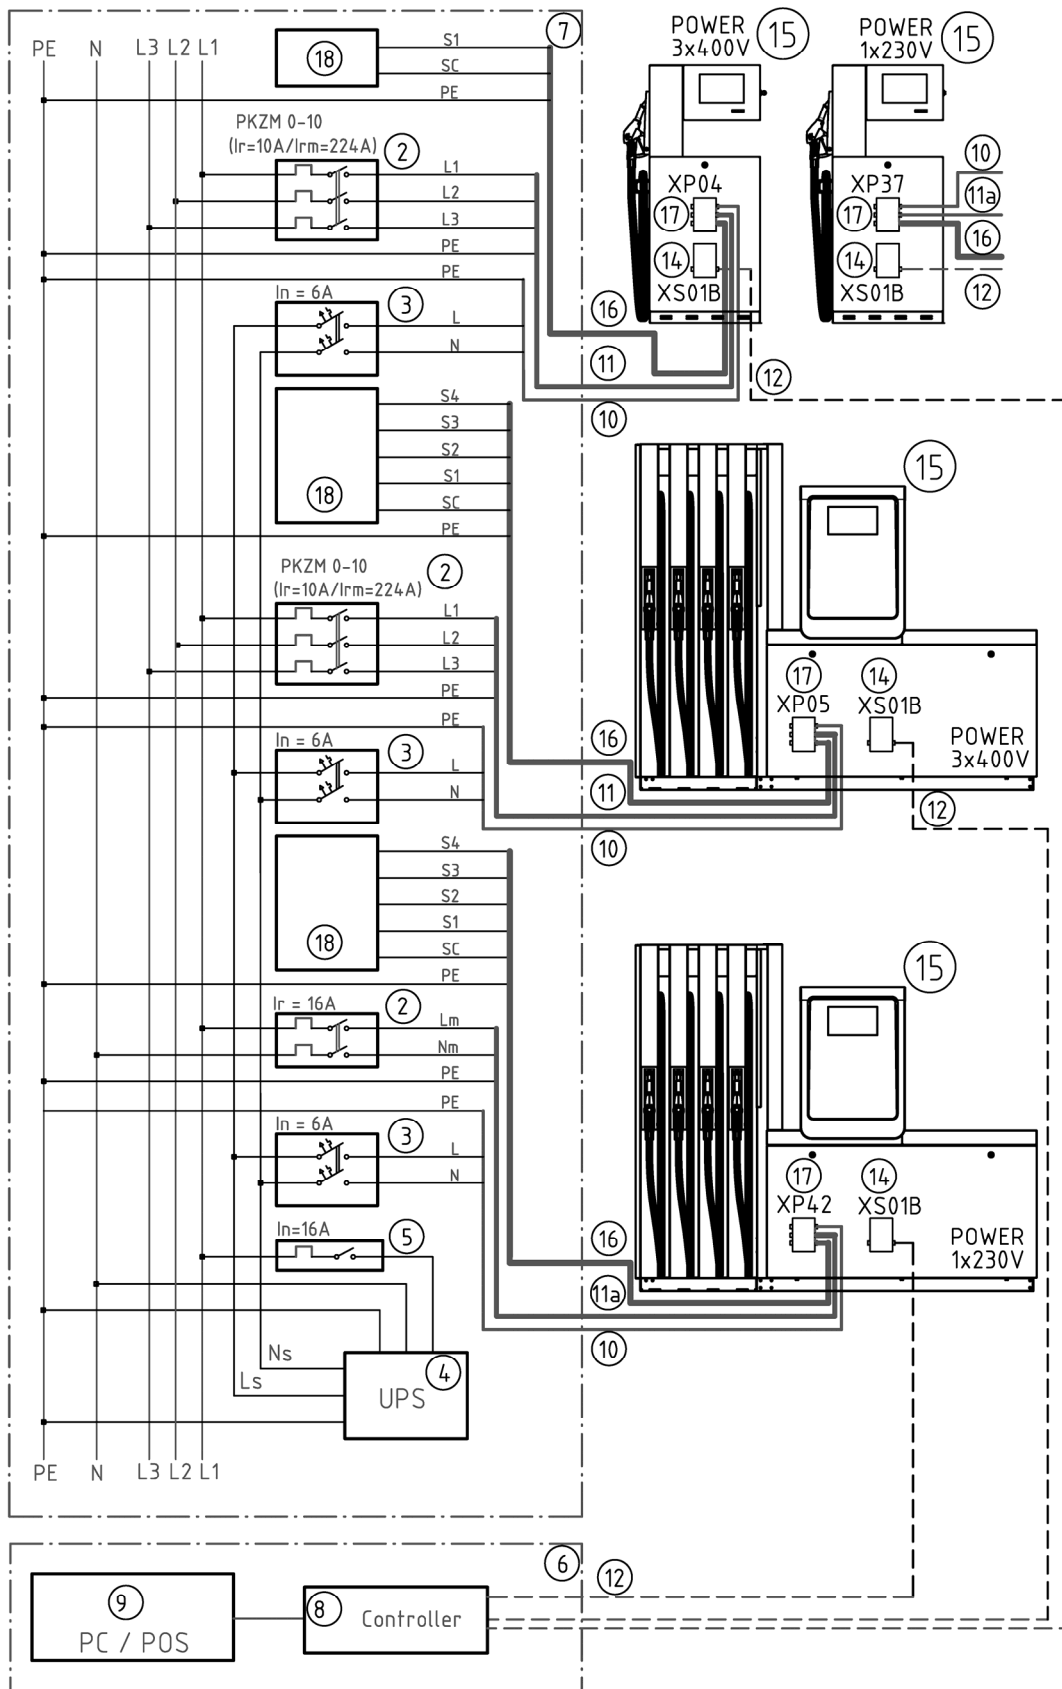 PE N L3 L2 L1
18
S1
SC
PE
7
POWER
3x400V
15
POWER
1x230V
15
PKZM 0-10
(Ir=10A/Irm=224A)
2
L1
L2
L3
PE
PE
XP04
17
14
XS01B
XP37
17
14
XS01B
10
11a
16
12
In = 6A
3
L
N
16
11
10
12
18
S4
S3
S2
S1
SC
PE
15
PKZM 0-10
(Ir=10A/Irm=224A)
2
L1
L2
L3
PE
PE
17
XP05
14
XS01B
POWER
3x400V
In = 6A
3
L
N
16
11
10
12
18
S4
S3
S2
S1
SC
PE
15
Ir = 16A
2
Lm
Nm
PE
PE
In = 6A
3
L
N
17
XP42
14
XS01B
POWER
1x230V
In=16A
5
16
11a
10
Ns
Ls
4
UPS
PE N L3 L2 L1
6
12
9
PC / POS
8
Controller